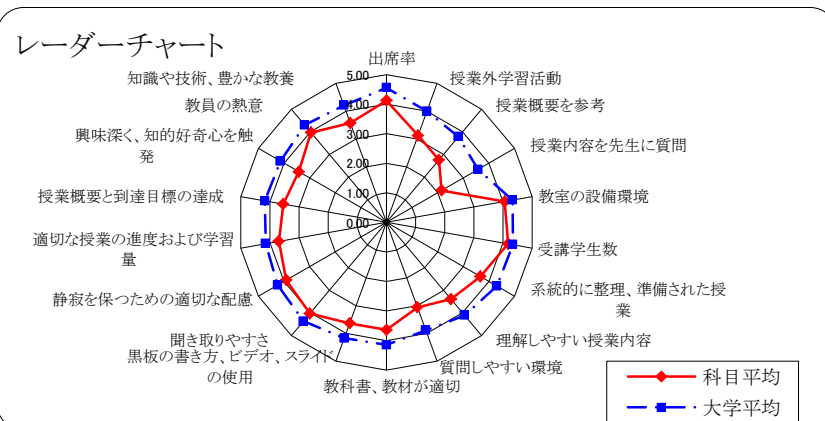 レーダーチャート
出席率
授業外学習活動
授業概要を参考
授業内容を先生に質問
教室の設備環境
受講学生数
系統的に整理、準備された授
業
理解しやすい授業内容
質問しやすい環境
教科書、教材が適切
黒板の書き方、ビデオ、スライド
の使用
聞き取りやすさ
静寂を保つための適切な配慮
適切な授業の進度および学習
量
授業概要と到達目標の達成
興味深く、知的好奇心を触
発
教員の熱意
知識や技術、豊かな教養
5.00
4.00
3.00
2.00
1.00
0.00
科目平均
大学平均